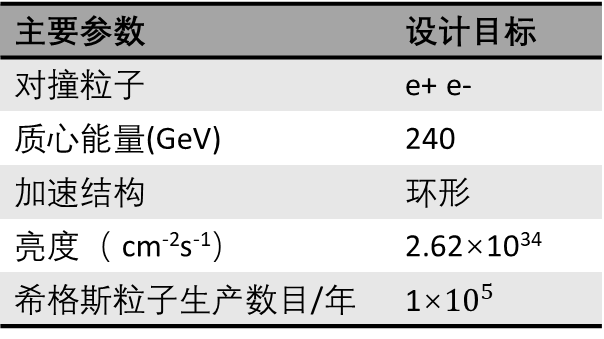 主要参数 设计目标
对撞粒子 e+ e-
质心能量(GeV) 240
加速结构 环形
亮度（ cm⁻²s⁻¹） 2.62×10³⁴
希格斯粒子生产数目/年 1×10⁵